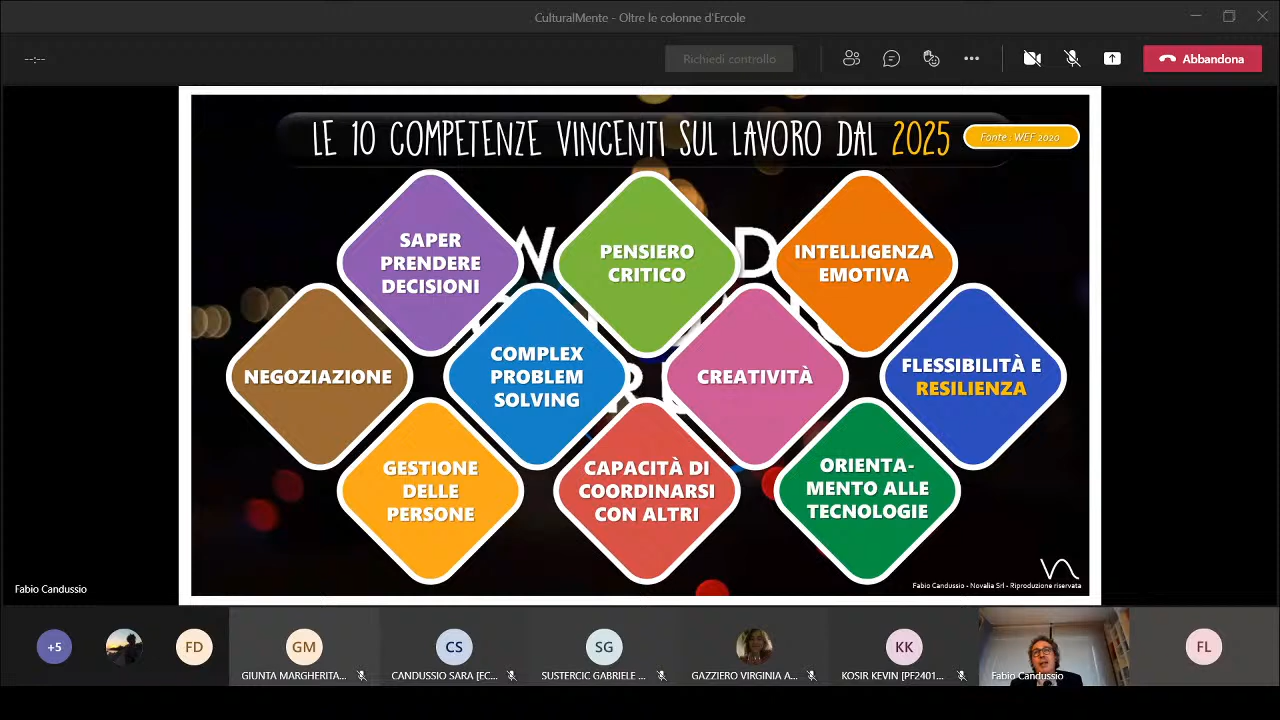 CulturalMente - Oltre le colonne d'Ercole
--:--
Richiedi controllo
Abbandona
LE 10 COMPETENZE VINCENTI SUL LAVORO DAL 2025
Fonte : WEF 2020
SAPER
PRENDERE
DECISIONI
PENSIERO
CRITICO
INTELLIGENZA
EMOTIVA
NEGOZIAZIONE
COMPLEX
PROBLEM
SOLVING
CREATIVITÀ
FLESSIBILITÀ E
RESILIENZA
GESTIONE
DELLE
PERSONE
CAPACITÀ DI
COORDINARSI
CON ALTRI
ORIENTA-
MENTO ALLE
TECNOLOGIE
Fabio Candussio - Novalia Srl - Riproduzione riservata
Fabio Candussio
+5
FD
GM
GIUNTA MARGHERITA...
CS
CANDUSSIO SARA [EC...
SG
SUSTERCIC GABRIELE ...
GAZZIERO VIRGINIA A...
KK
KOSIR KEVIN [PF2401...
Fabio Candussio
FL